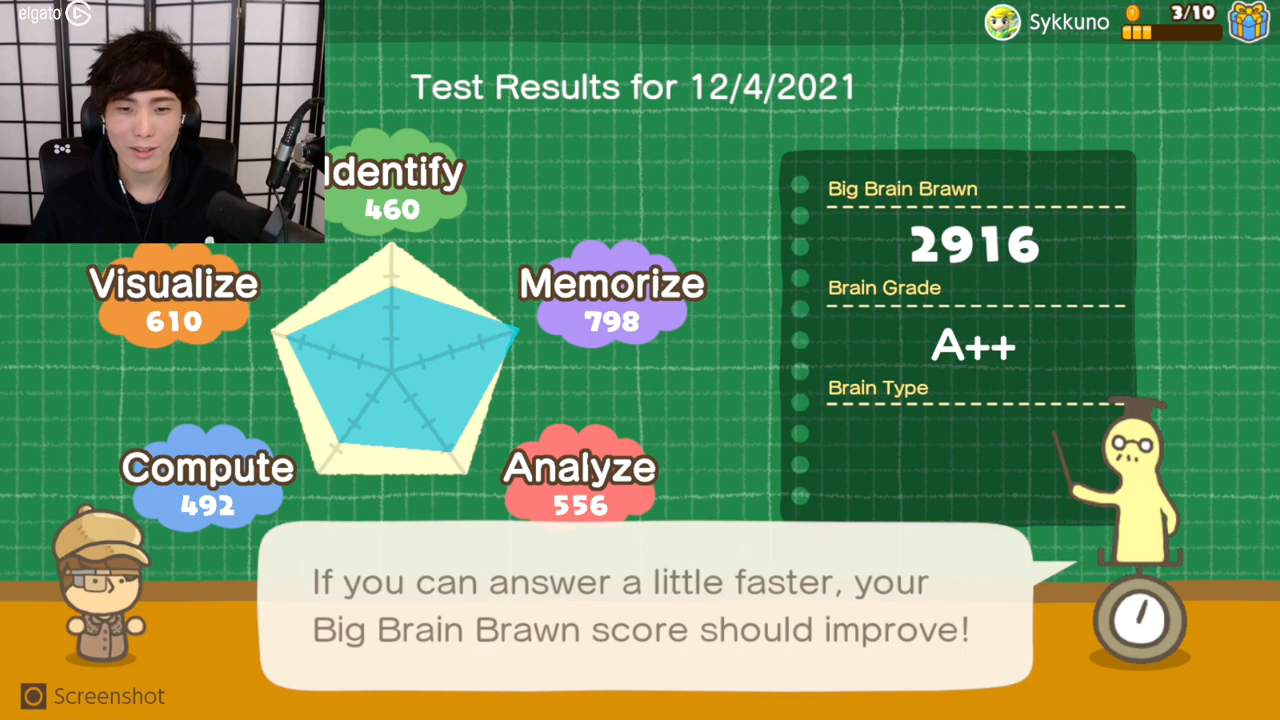 elgato
Sykkuno
3/10
Test Results for 12/4/2021
Identify
460
Visualize
610
Memorize
798
Compute
492
Analyze
556
Big Brain Brawn
2916
Brain Grade
A++
Brain Type
If you can answer a little faster, your
Big Brain Brawn score should improve!
Screenshot